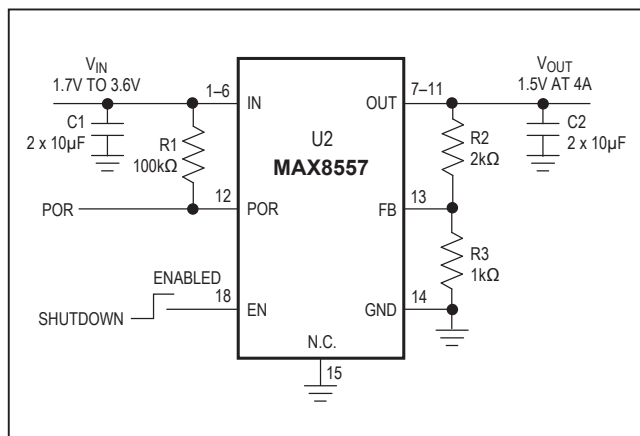 VIN
1.7V TO 3.6V
1–6
IN
OUT
7–11
VOUT
1.5V AT 4A
C1
2 x 10µF
R1
100kΩ
U2
MAX8557
R2
2kΩ
C2
2 x 10µF
POR
12
POR
FB
13
R3
1kΩ
ENABLED
SHUTDOWN
18
EN
GND
14
N.C.
15